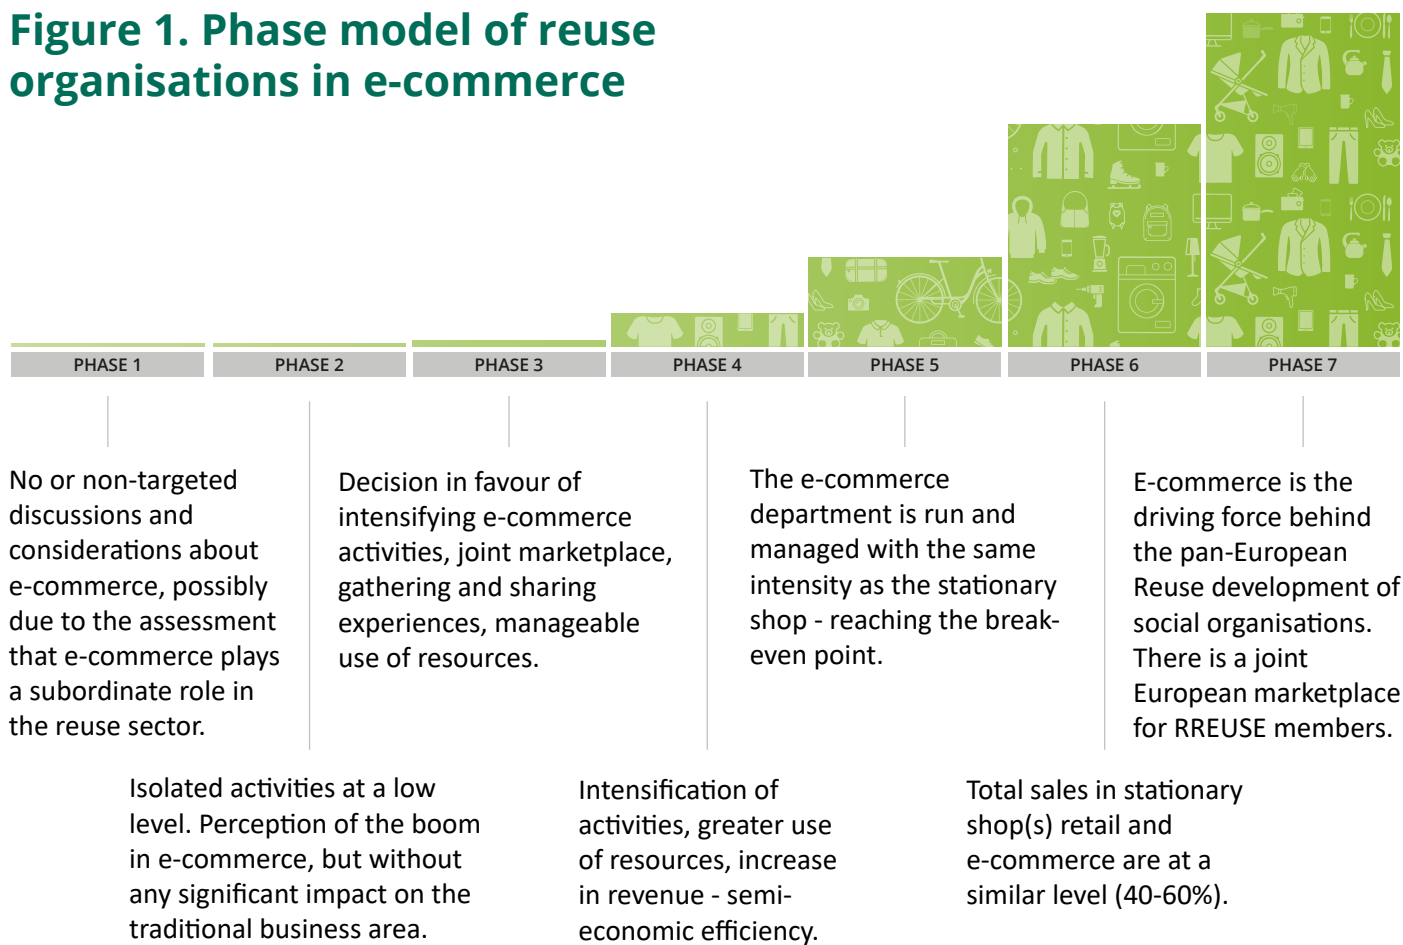 Figure 1. Phase model of reuse
organisations in e-commerce
PHASE 1
PHASE 2
PHASE 3
PHASE 4
PHASE 5
PHASE 6
PHASE 7
No or non-targeted
discussions and
considerations about
e-commerce, possibly
due to the assessment
that e-commerce plays
a subordinate role in
the reuse sector.
Isolated activities at a low
level. Perception of the boom
in e-commerce, but without
any significant impact on the
traditional business area.
Decision in favour of
intensifying e-commerce
activities, joint marketplace,
gathering and sharing
experiences, manageable
use of resources.
Intensification of
activities, greater use
of resources, increase
in revenue - semi-
economic efficiency.
The e-commerce
department is run and
managed with the same
intensity as the stationary
shop - reaching the break-
even point.
Total sales in stationary
shop(s) retail and
e-commerce are at a
similar level (40-60%).
E-commerce is the
driving force behind
the pan-European
Reuse development of
social organisations.
There is a joint
European marketplace
for RREUSE members.